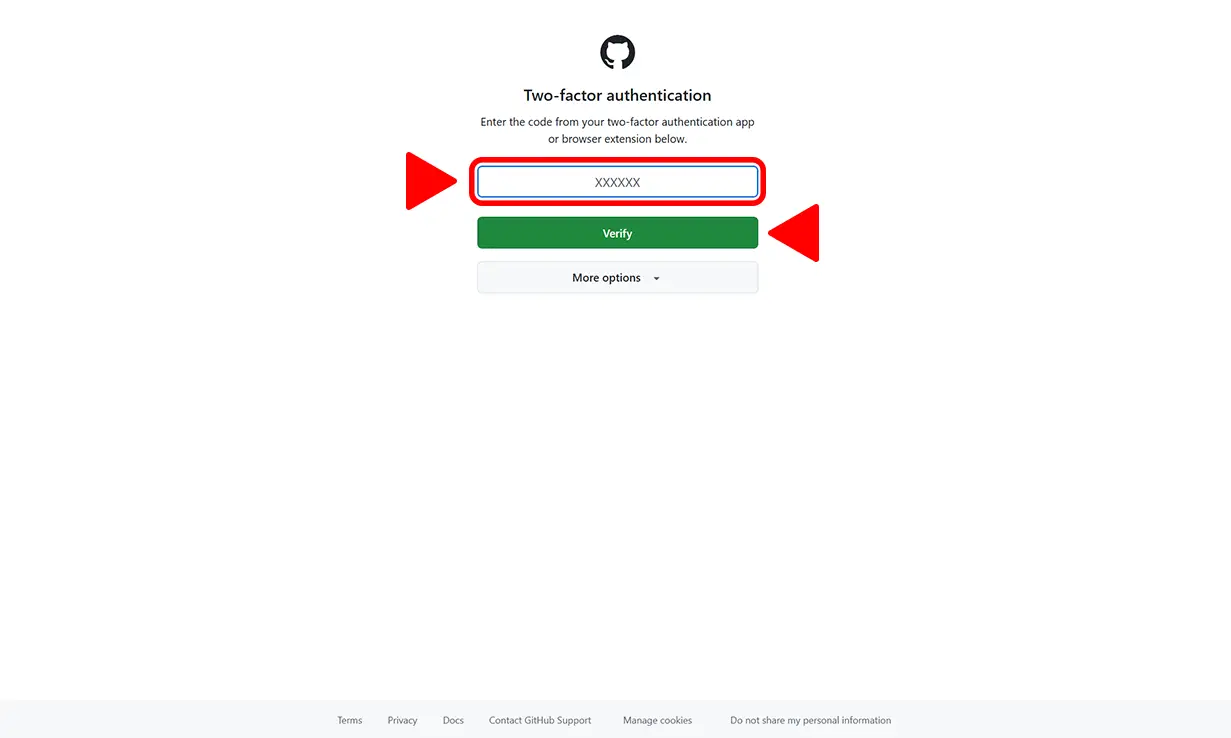 Two-factor authentication
Enter the code from your two-factor authentication app
or browser extension below.
XXXXXX
Verify
More options
Terms Privacy Docs Contact GitHub Support Manage cookies Do not share my personal information